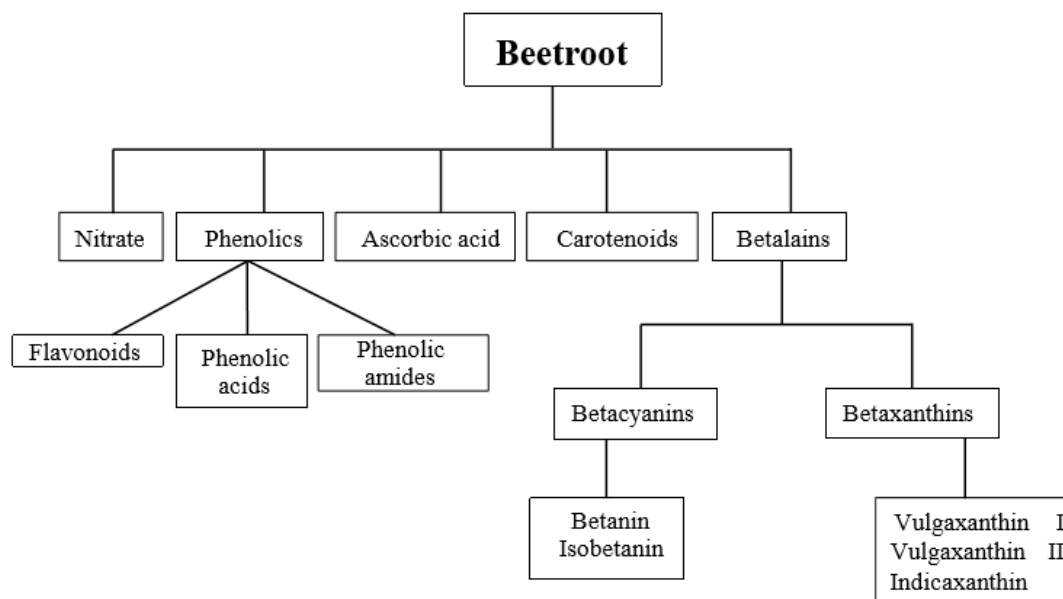 Beetroot
Nitrate
Phenolics
Ascorbic acid
Carotenoids
Betalains
Flavonoids
Phenolic
acids
Phenolic
amides
Betacyanins
Betaxanthins
Betanin
Isobetanin
Vulgaxanthin I
Vulgaxanthin II
Indicaxanthin